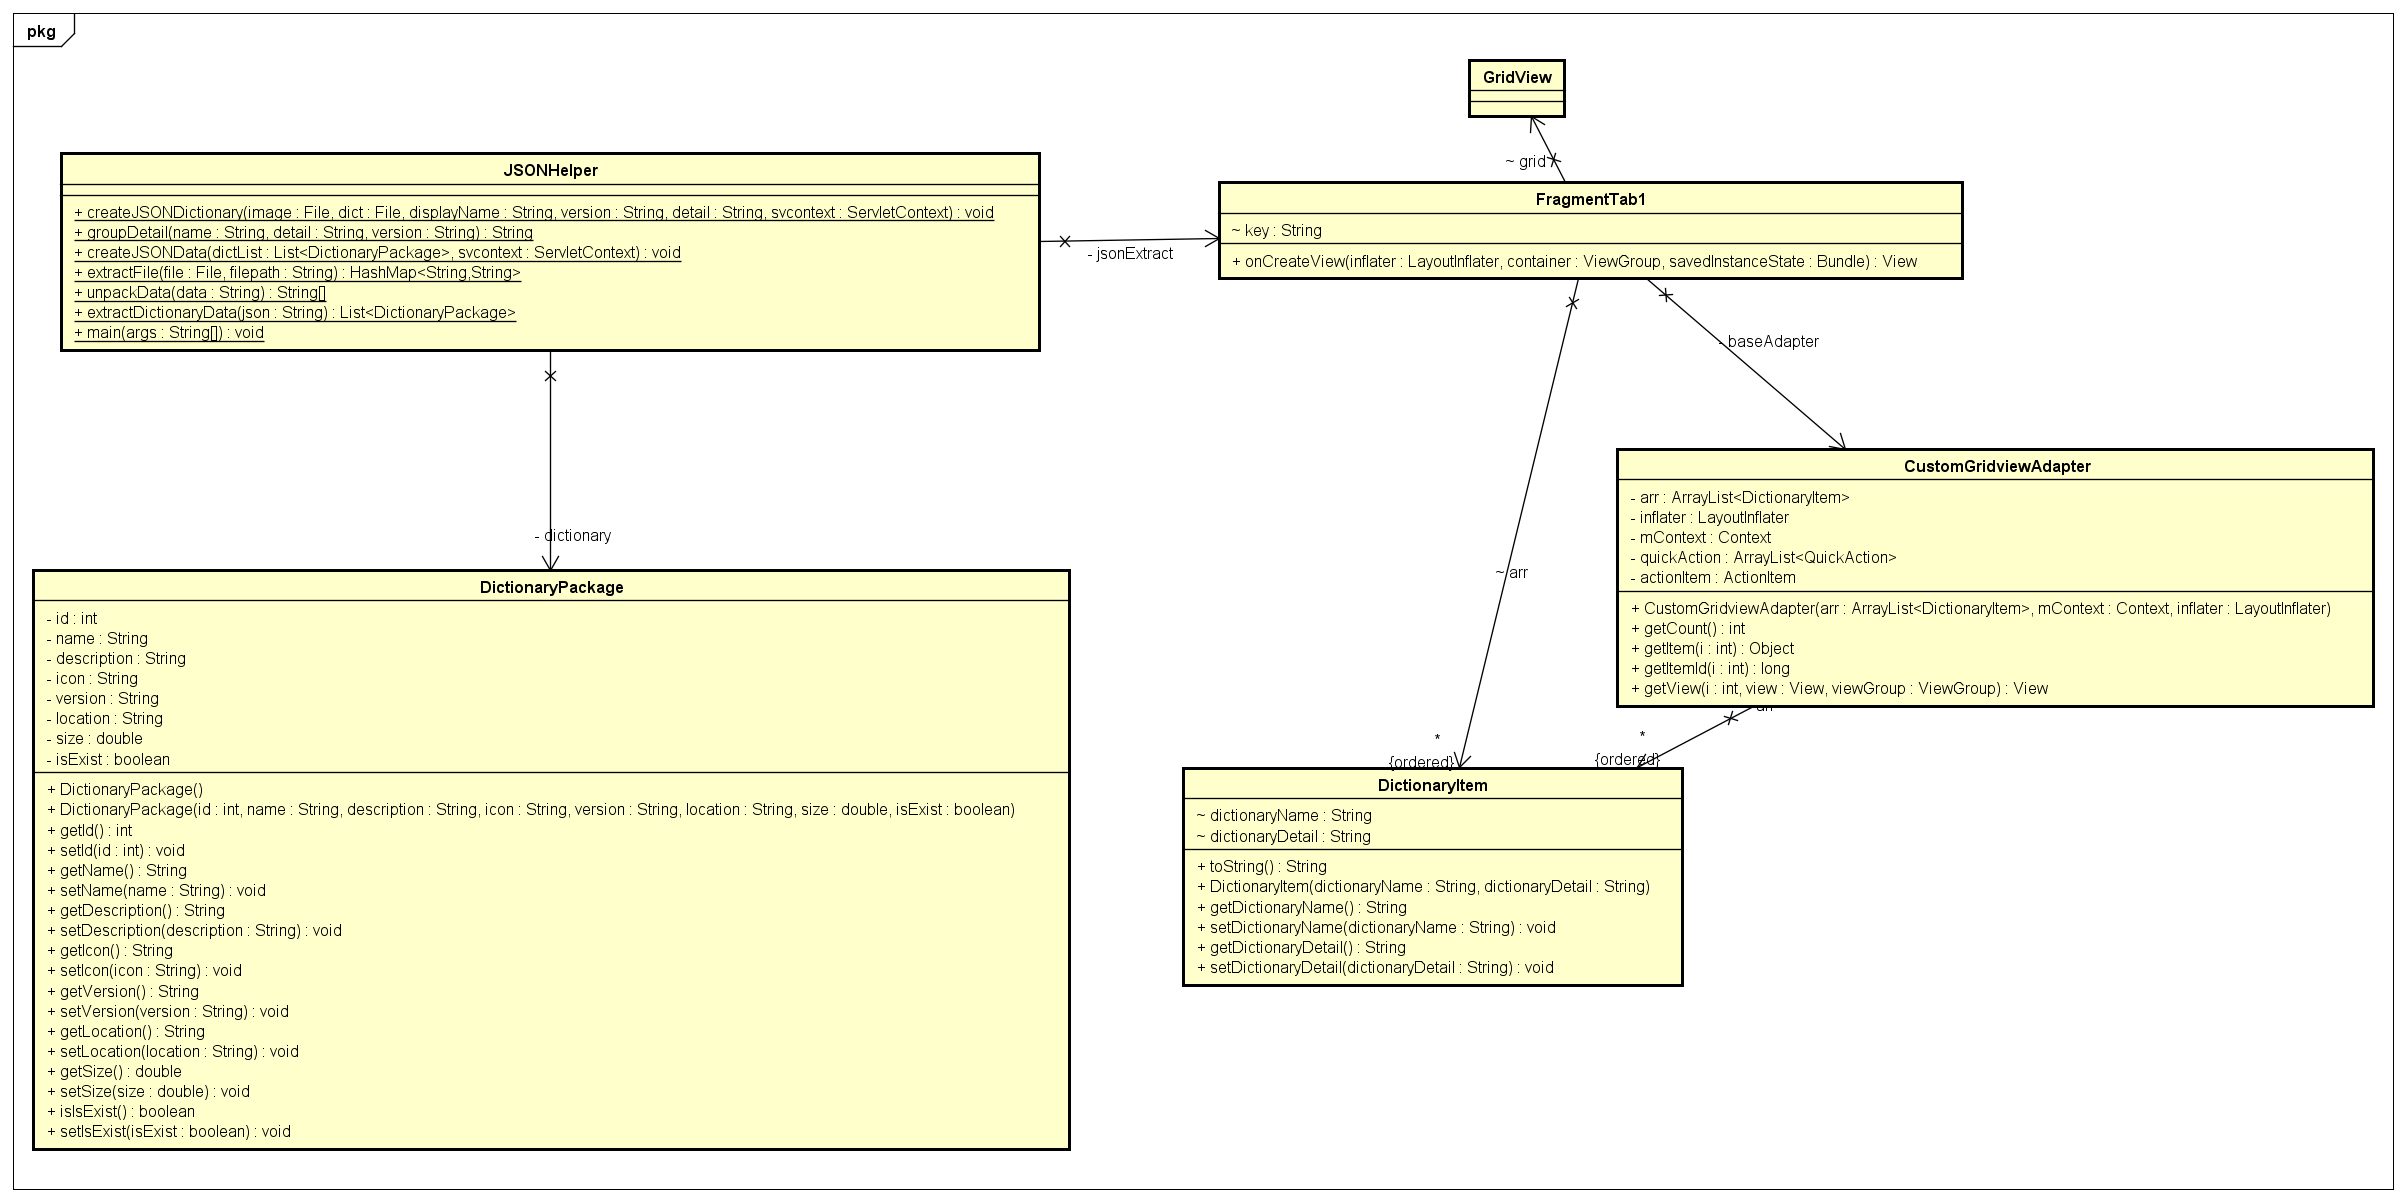 pkg
GridView
~ grid
JSONHelper
+ createJSONDictionary(image : File, dict : File, displayName : String, version : String, detail : String, svcontext : ServletContext) : void
+ groupDetail(name : String, detail : String, version : String) : String
+ createJSONData(dictList : List<DictionaryPackage>, svcontext : ServletContext) : void
+ extractFile(file : File, filepath : String) : HashMap<String,String>
+ unpackData(data : String) : String[]
+ extractDictionaryData(json : String) : List<DictionaryPackage>
+ main(args : String[]) : void
- jsonExtract
FragmentTab1
~ key : String
+ onCreateView(inflater : LayoutInflater, container : ViewGroup, savedInstanceState : Bundle) : View
- baseAdapter
CustomGridviewAdapter
- arr : ArrayList<DictionaryItem>
- inflater : LayoutInflater
- mContext : Context
- quickAction : ArrayList<QuickAction>
- actionItem : ActionItem
+ CustomGridviewAdapter(arr : ArrayList<DictionaryItem>, mContext : Context, inflater : LayoutInflater)
+ getCount() : int
+ getItem(i : int) : Object
+ getItemId(i : int) : long
+ getView(i : int, view : View, viewGroup : ViewGroup) : View
- dictionary
~ arr
DictionaryPackage
- id : int
- name : String
- description : String
- icon : String
- version : String
- location : String
- size : double
- isExist : boolean
+ DictionaryPackage()
+ DictionaryPackage(id : int, name : String, description : String, icon : String, version : String, location : String, size : double, isExist : boolean)
+ getId() : int
+ setId(id : int) : void
+ getName() : String
+ setName(name : String) : void
+ getDescription() : String
+ setDescription(description : String) : void
+ getIcon() : String
+ setIcon(icon : String) : void
+ getVersion() : String
+ setVersion(version : String) : void
+ getLocation() : String
+ setLocation(location : String) : void
+ getSize() : double
+ setSize(size : double) : void
+ isIsExist() : boolean
+ setIsExist(isExist : boolean) : void
*
{ordered}
*
{ordered}
DictionaryItem
~ dictionaryName : String
~ dictionaryDetail : String
+ toString() : String
+ DictionaryItem(dictionaryName : String, dictionaryDetail : String)
+ getDictionaryName() : String
+ setDictionaryName(dictionaryName : String) : void
+ getDictionaryDetail() : String
+ setDictionaryDetail(dictionaryDetail : String) : void